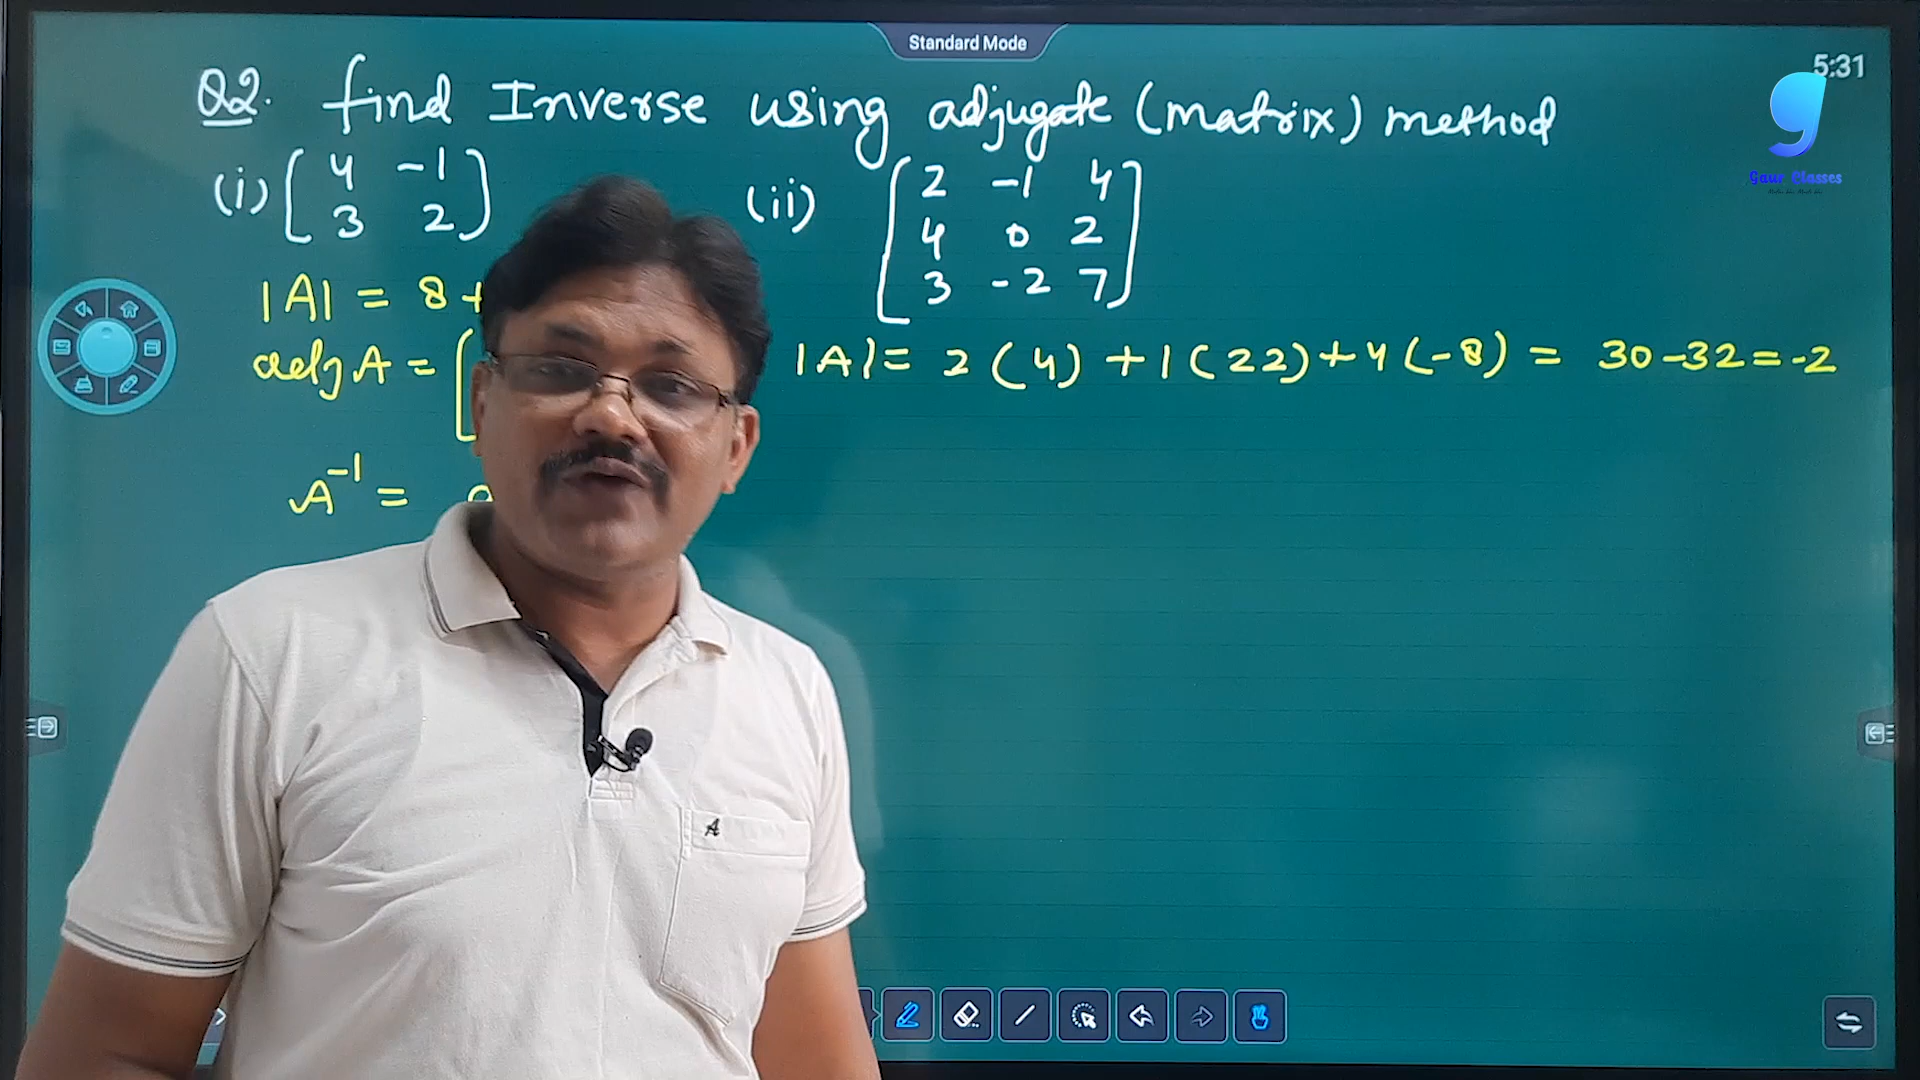 Standard Mode
5:31
Q2. find Inverse using adjugate (matrix) method
Gaur Classes
(i) [ 4 -1
3 2 ]
(ii) [ 2 -1 4
4 0 2
3 -2 7 ]
|A| = 8 +
adj A = [
|A| = 2 (4) + 1 (22) + 4 (-8) = 30 - 32 = -2
A⁻¹ =
A